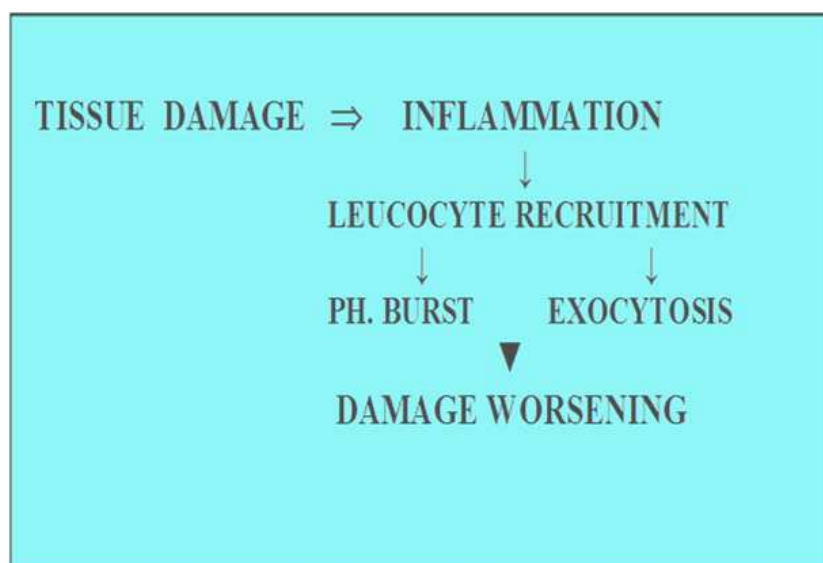 TISSUE DAMAGE ⇒ INFLAMMATION
↓
LEUCOCYTE RECRUITMENT
↓ ↓
PH. BURST EXOCYTOSIS
▼
DAMAGE WORSENING